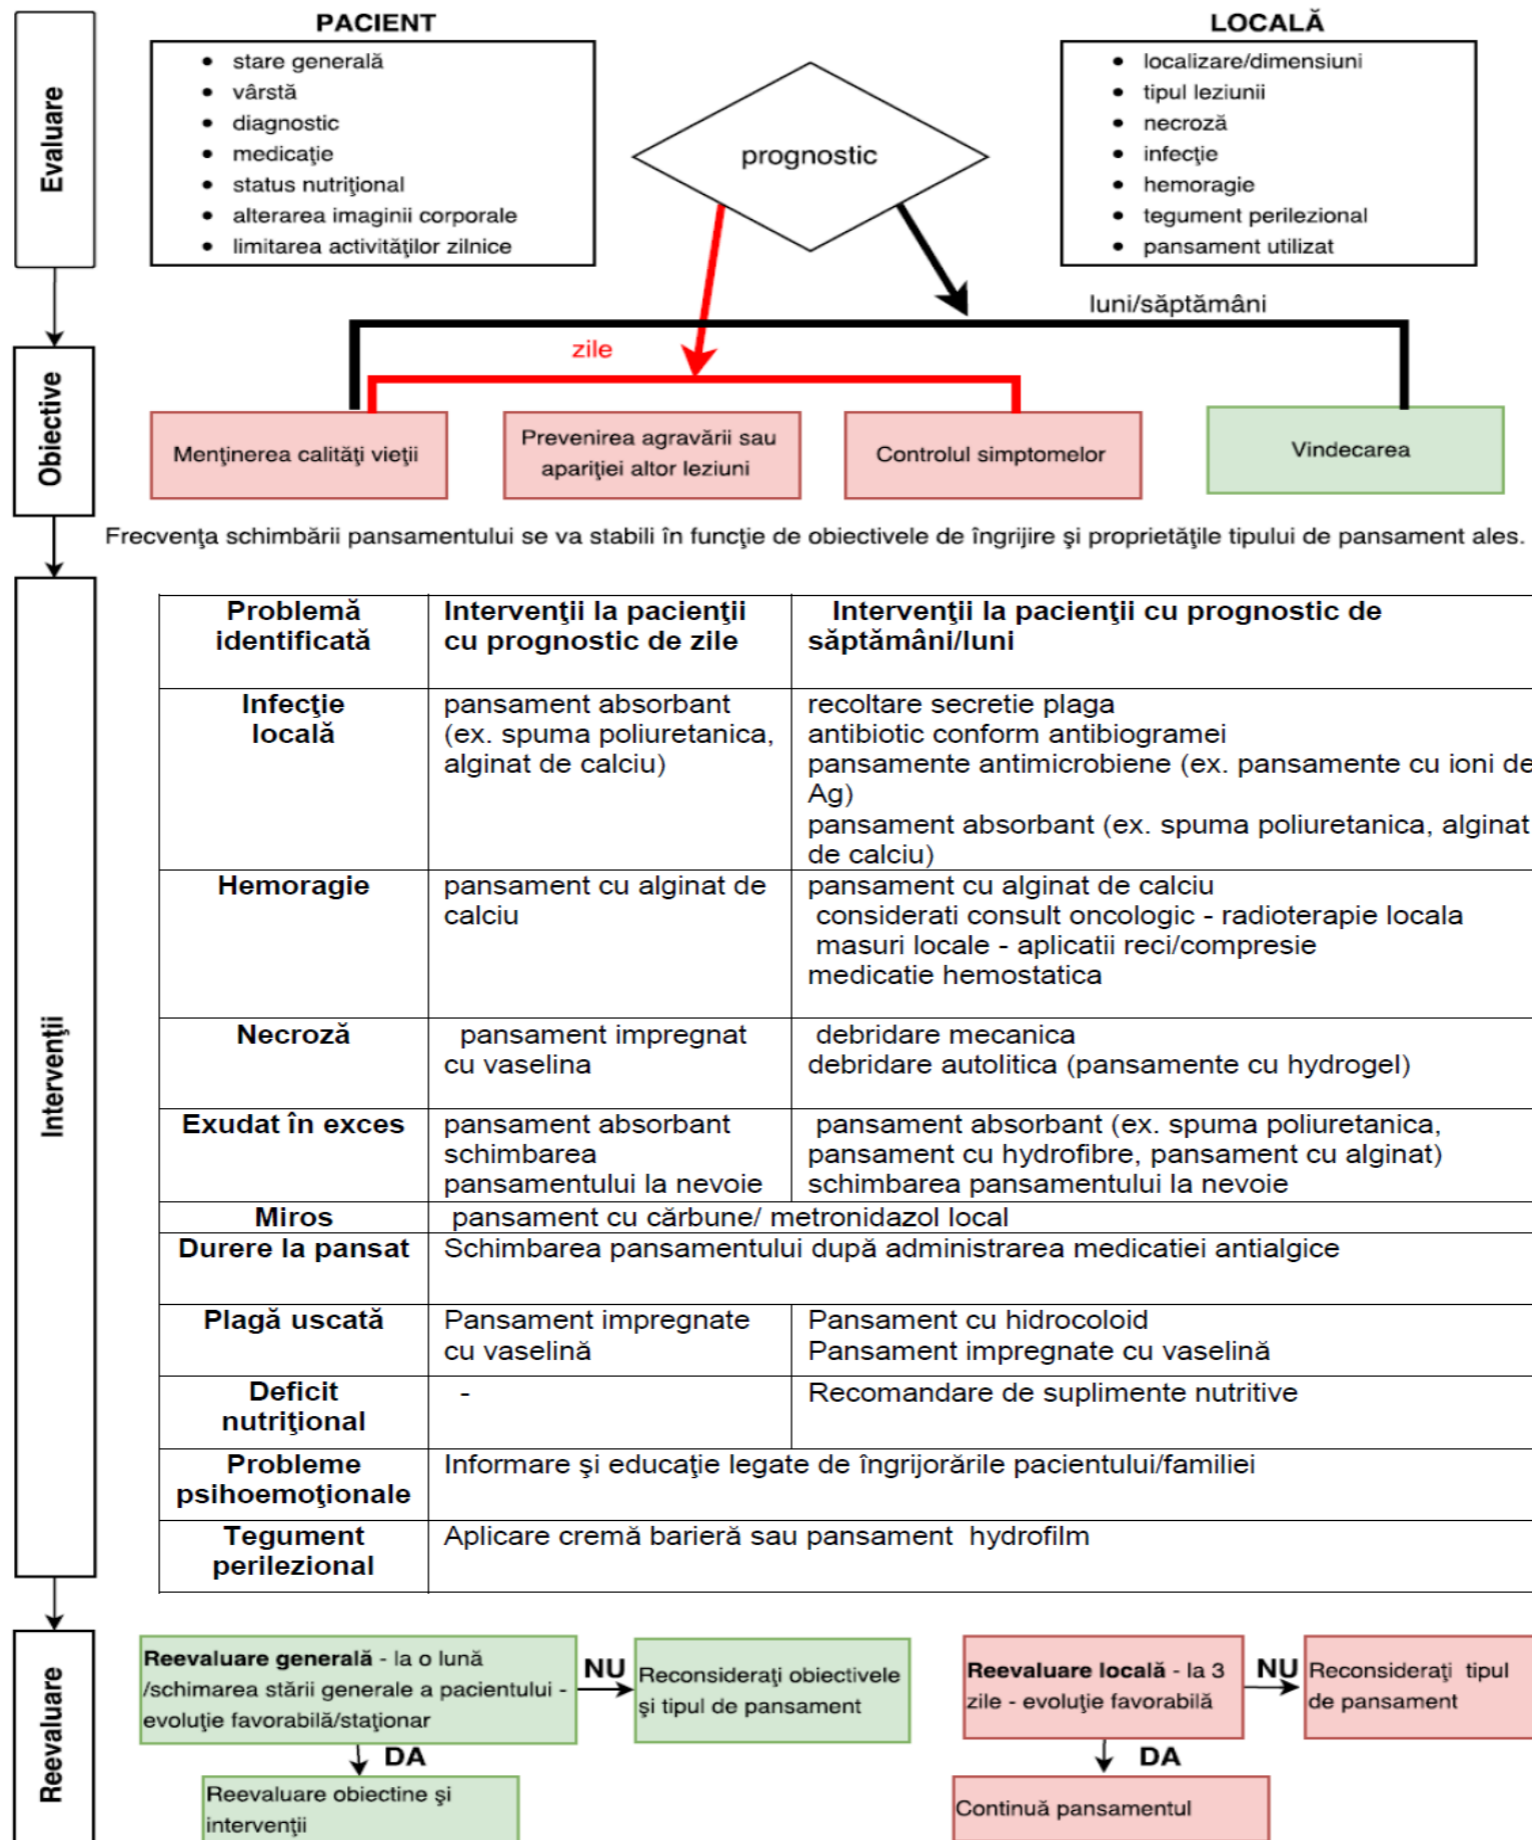 Evaluare
PACIENT
• stare generală
• vârstă
• diagnostic
• medicaţie
• status nutriţional
• alterarea imaginii corporale
• limitarea activităţilor zilnice
prognostic
LOCALĂ
• localizare/dimensiuni
• tipul leziunii
• necroză
• infecţie
• hemoragie
• tegument perilezional
• pansament utilizat
luni/săptămâni
zile
Obiective
Menţinerea calităţi vieţii
Prevenirea agravării sau
apariţiei altor leziuni
Controlul simptomelor
Vindecarea
Frecvenţa schimbării pansamentului se va stabili în funcţie de obiectivele de îngrijire şi proprietăţile tipului de pansament ales.
Intervenţii
Problemă
identificată
Intervenţii la pacienţii
cu prognostic de zile
Intervenţii la pacienţii cu prognostic de
săptămâni/luni
Infecţie
locală
pansament absorbant
(ex. spuma poliuretanica,
alginat de calciu)
recoltare secretie plaga
antibiotic conform antibiogramei
pansamente antimicrobiene (ex. pansamente cu ioni de
Ag)
pansament absorbant (ex. spuma poliuretanica, alginat
de calciu)
Hemoragie
pansament cu alginat de
calciu
pansament cu alginat de calciu
considerati consult oncologic - radioterapie locala
masuri locale - aplicatii reci/compresie
medicatie hemostatica
Necroză
pansament impregnat
cu vaselina
debridare mecanica
debridare autolitica (pansamente cu hydrogel)
Exudat în exces
pansament absorbant
schimbarea
pansamentului la nevoie
pansament absorbant (ex. spuma poliuretanica,
pansament cu hydrofibre, pansament cu alginat)
schimbarea pansamentului la nevoie
Miros
pansament cu cărbune/ metronidazol local
Durere la pansat
Schimbarea pansamentului după administrarea medicatiei antialgice
Plagă uscată
Pansament impregnate
cu vaselină
Pansament cu hidrocoloid
Pansament impregnate cu vaselină
Deficit
nutriţional
-
Recomandare de suplimente nutritive
Probleme
psihoemoţionale
Informare şi educaţie legate de îngrijorările pacientului/familiei
Tegument
perilezional
Aplicare cremă barieră sau pansament hydrofilm
Reevaluare
Reevaluare generală - la o lună
/schimarea stării generale a pacientului -
evoluţie favorabilă/staţionar
NU
Reconsideraţi obiectivele
şi tipul de pansament
DA
Reevaluare obiectine şi
intervenţii
Reevaluare locală - la 3
zile - evoluţie favorabilă
NU
Reconsideraţi tipul
de pansament
DA
Continuă pansamentul